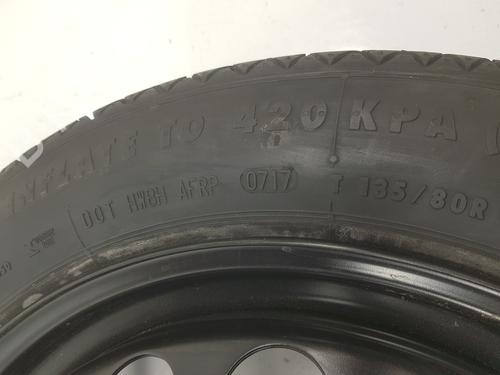 INFLATE TO 420 KPA
DOT HW8H AFRP 0717 T 135/80R